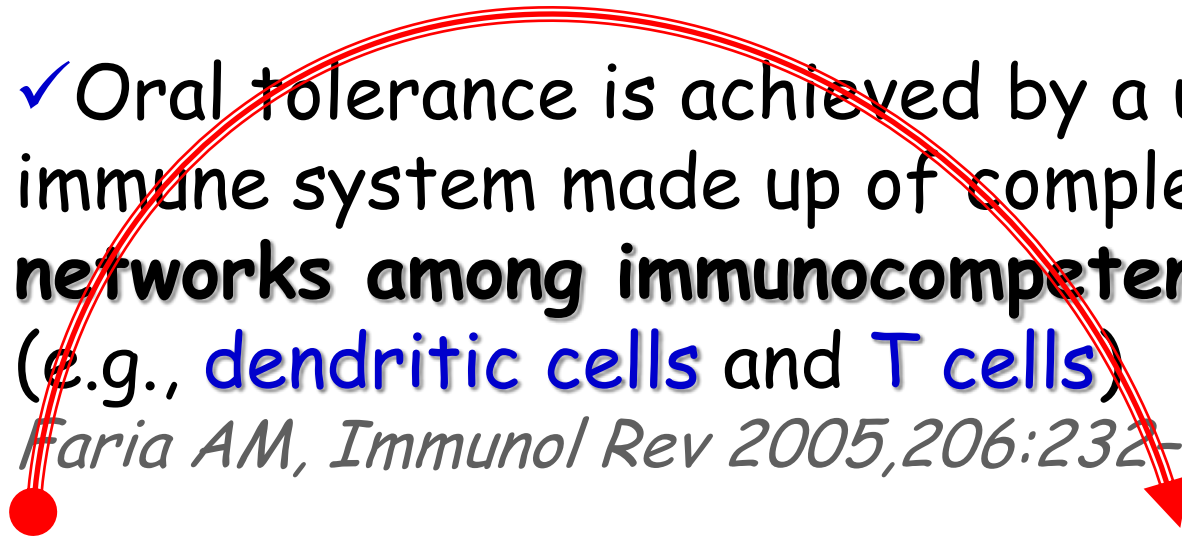 ✓Oral tolerance is achieved by a
immune system made up of comple
networks among immunocompeter
(e.g., dendritic cells and T cells)
Faria AM, Immunol Rev 2005,206:232-